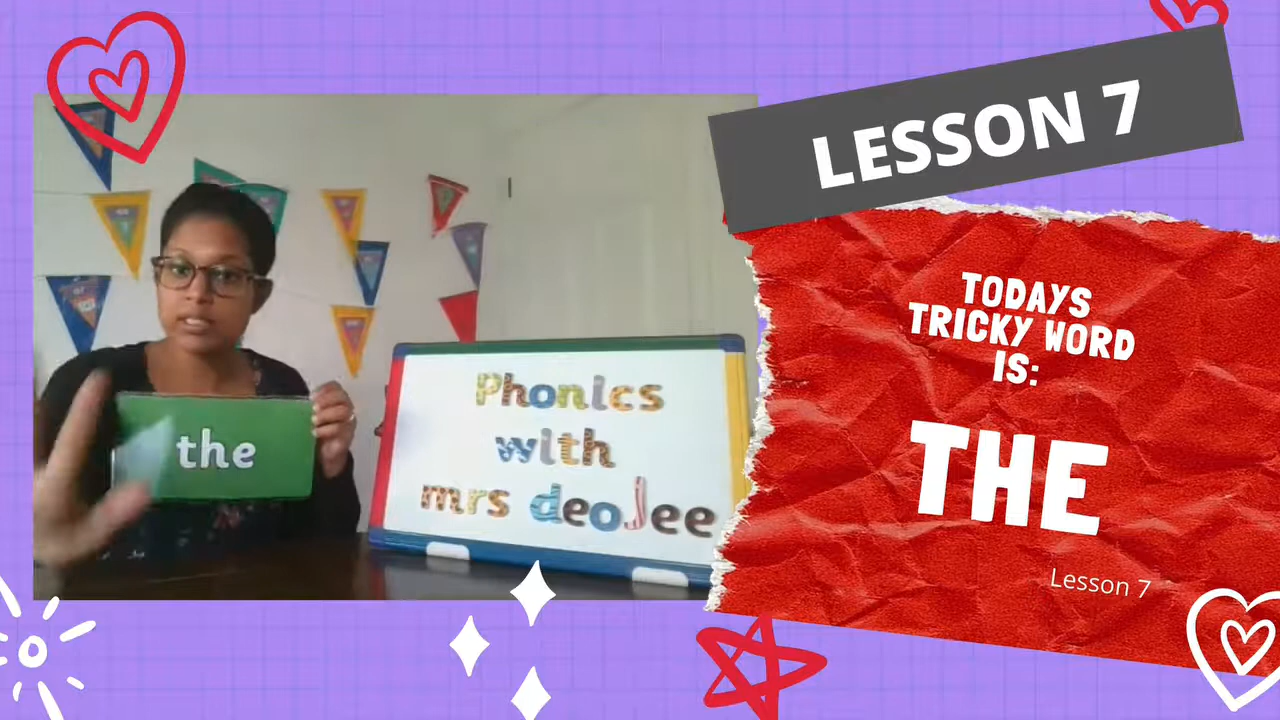 LESSON 7
the
Phonics
with
mrs deoJee
TODAYS
TRICKY WORD
IS:
THE
Lesson 7